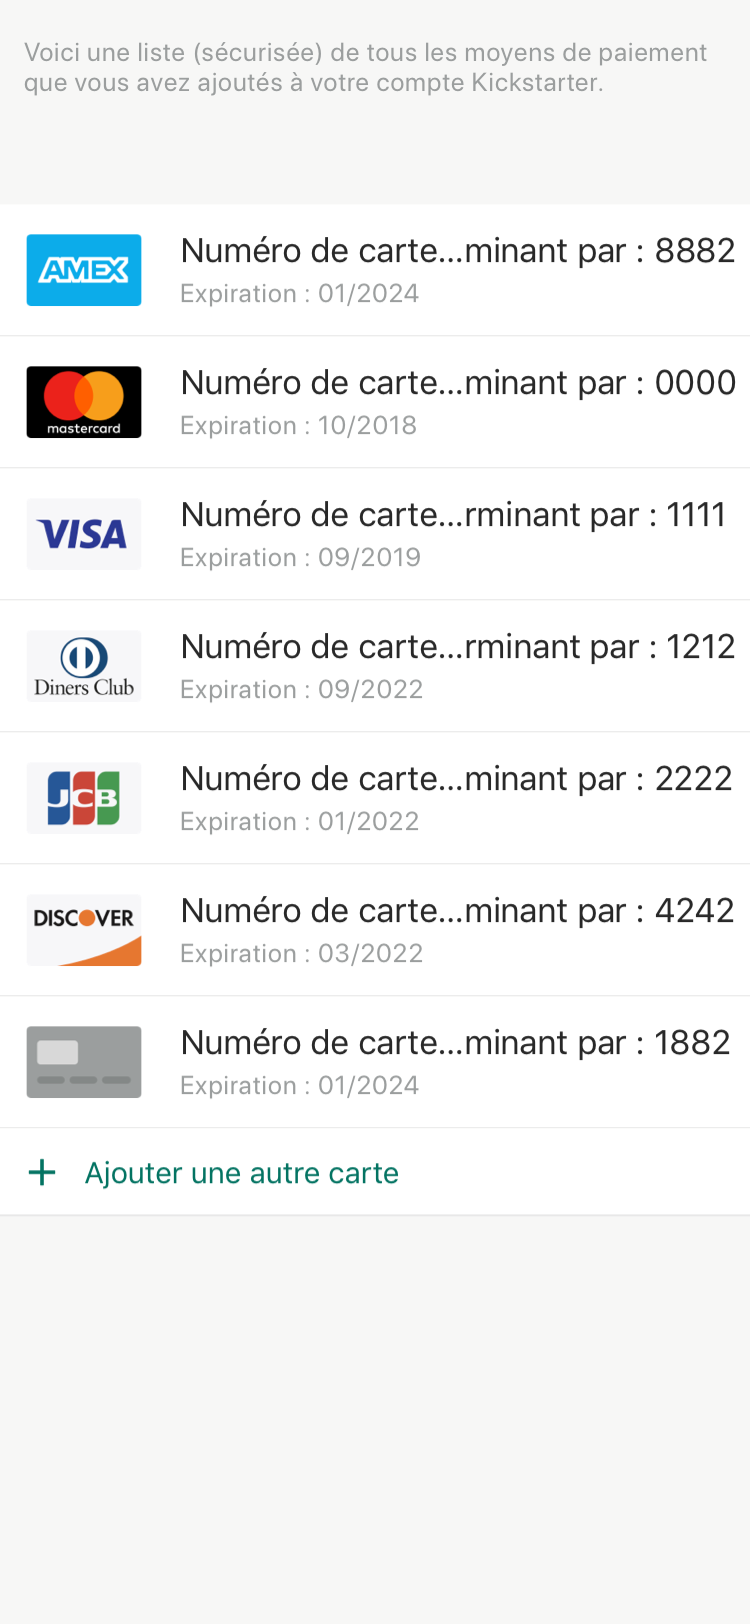 Voici une liste (sécurisée) de tous les moyens de paiement
que vous avez ajoutés à votre compte Kickstarter.
AMEX
Numéro de carte...minant par : 8882
Expiration : 01/2024
mastercard
Numéro de carte...minant par : 0000
Expiration : 10/2018
VISA
Numéro de carte...rminant par : 1111
Expiration : 09/2019
Diners Club
Numéro de carte...rminant par : 1212
Expiration : 09/2022
JCB
Numéro de carte...minant par : 2222
Expiration : 01/2022
DISCOVER
Numéro de carte...minant par : 4242
Expiration : 03/2022
Numéro de carte...minant par : 1882
Expiration : 01/2024
+ Ajouter une autre carte